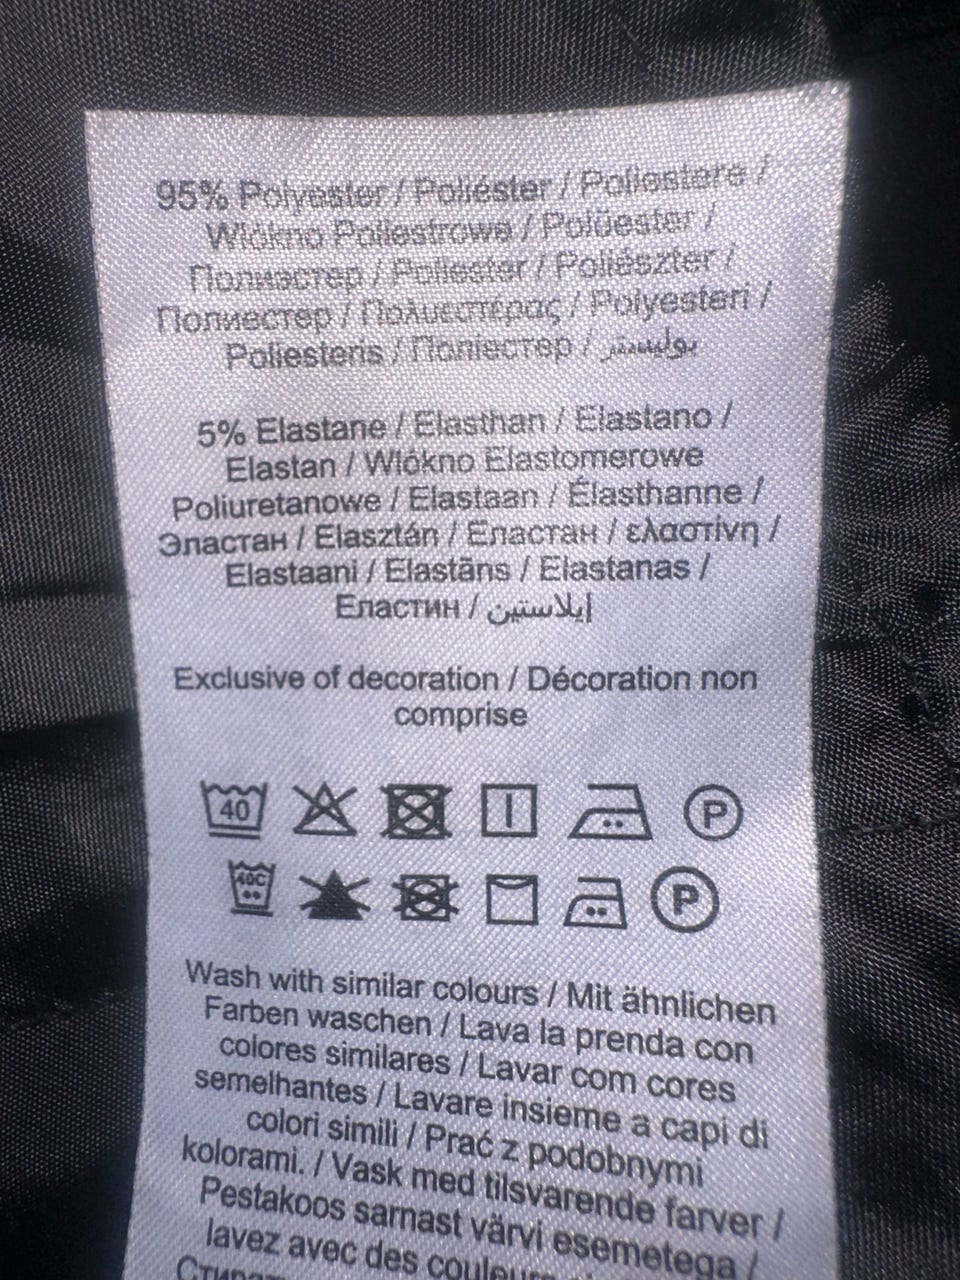 95% Polyester / Poliéster / Poliestere /
Włókno Poliestrowe / Polüester /
Полиэстер / Poliester / Poliészter /
Полиестер / Πολυεστέρας / Polyesteri /
Poliesteris / Поліестер / بوليستر
5% Elastane / Elasthan / Elastano /
Elastan / Włókno Elastomerowe
Poliuretanowe / Elastaan / Élasthanne /
Эластан / Elasztán / Еластан / ελαστίνη /
Elastaani / Elastāns / Elastanas /
Еластин / إيلاستين
Exclusive of decoration / Décoration non
comprise
40 P
40C P
Wash with similar colours / Mit ähnlichen
Farben waschen / Lava la prenda con
colores similares / Lavar com cores
semelhantes / Lavare insieme a capi di
colori simili / Prać z podobnymi
kolorami. / Vask med tilsvarende farver /
Pestakoos sarnast värvi esemetega /
lavez avec des